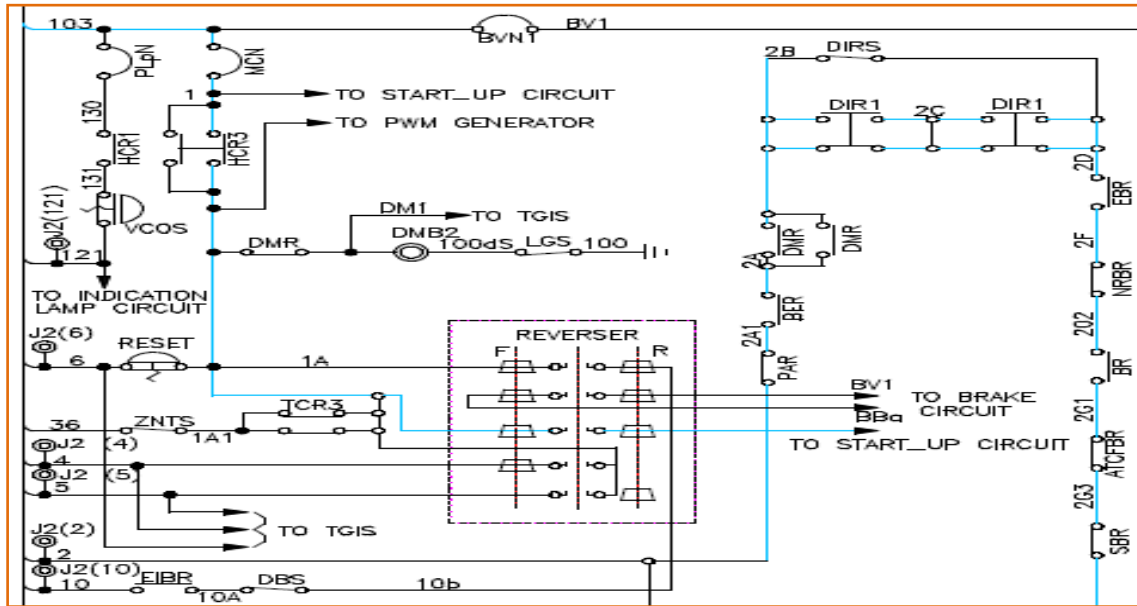 103
BVN1
BV1
PLpN
MCN
2B
DIRS
1
TO START_UP CIRCUIT
TO PWM GENERATOR
DIR1
2C
DIR1
130
HCR1
HCR3
2D
131
EBR
J2(121)
VCOS
DM1
TO TGIS
DMR
DMB2
100dS
LGS
100
DMR
DMR
2A
2F
121
TO INDICATION
LAMP CIRCUIT
NRBR
BER
J2(6)
RESET
REVERSER
2A1
202
6
1A
F
R
PAR
BR
BV1
TO BRAKE
CIRCUIT
TCR3
36
ZNTS
1A1
BBa
TO START_UP CIRCUIT
2G1
J2 (4)
4
J2 (5)
5
ATCFBR
TO TGIS
2G3
J2(2)
2
SBR
J2(10)
10
EIBR
10A
DBS
10b